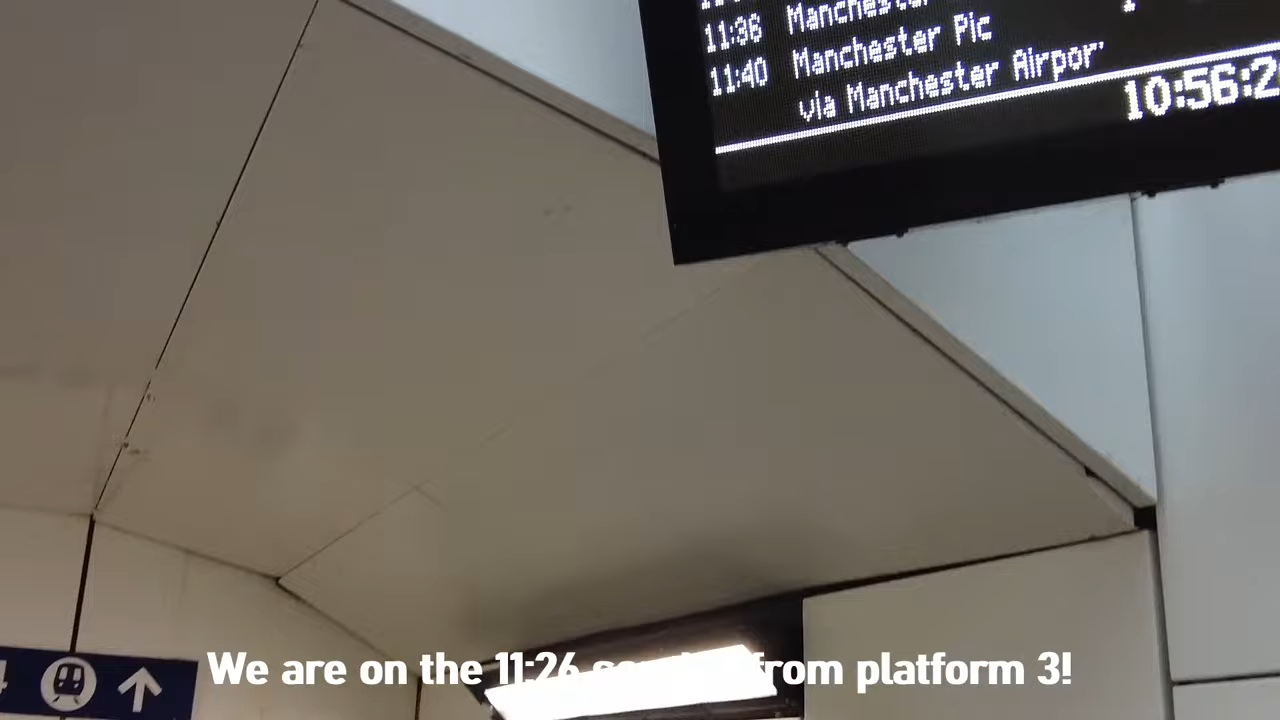 11:36 Manchester
11:40 Manchester Pic
via Manchester Airpor
10:56:2
We are on the 11:26 service from platform 3!